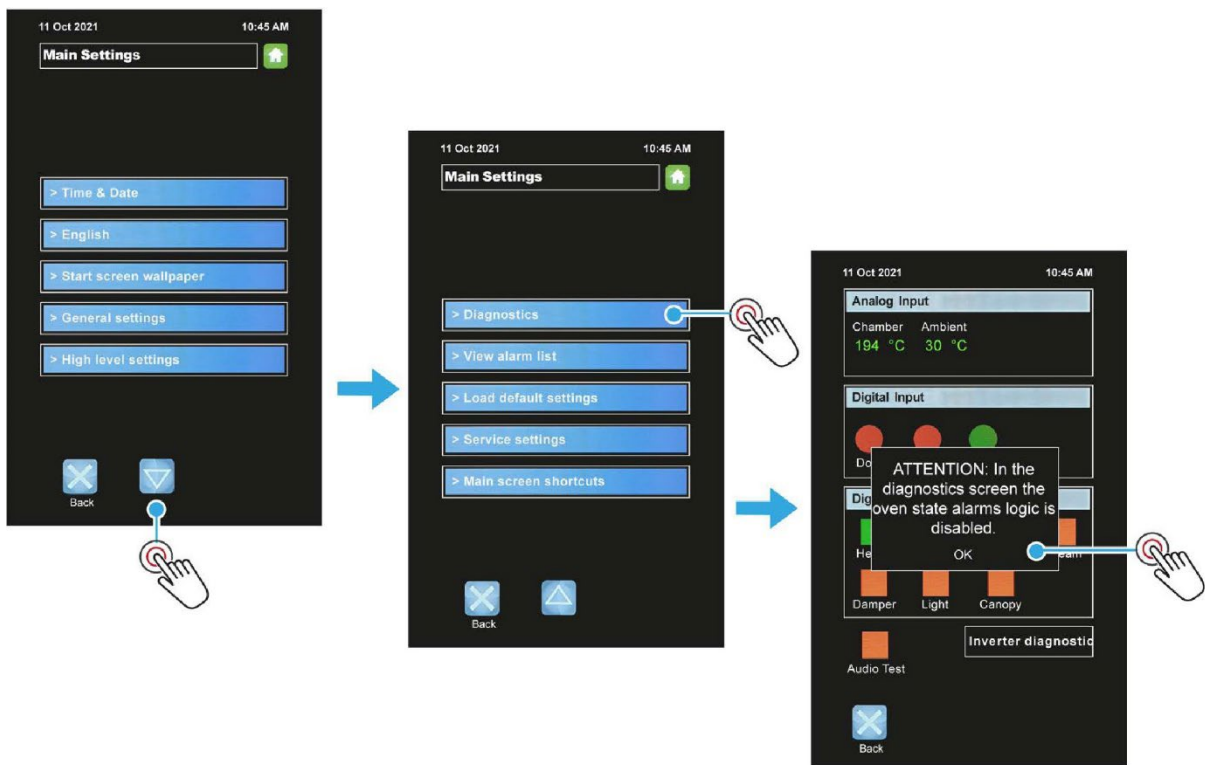 11 Oct 2021 10:45 AM
Main Settings
> Time & Date
> English
> Start screen wallpaper
> General settings
> High level settings
Back
11 Oct 2021 10:45 AM
Main Settings
> Diagnostics
> View alarm list
> Load default settings
> Service settings
> Main screen shortcuts
Back
11 Oct 2021 10:45 AM
Analog Input
Chamber Ambient
194 °C 30 °C
Digital Input
ATTENTION: In the
diagnostics screen the
oven state alarms logic is
disabled.
OK
Damper Light Canopy
Inverter diagnostic
Audio Test
Back